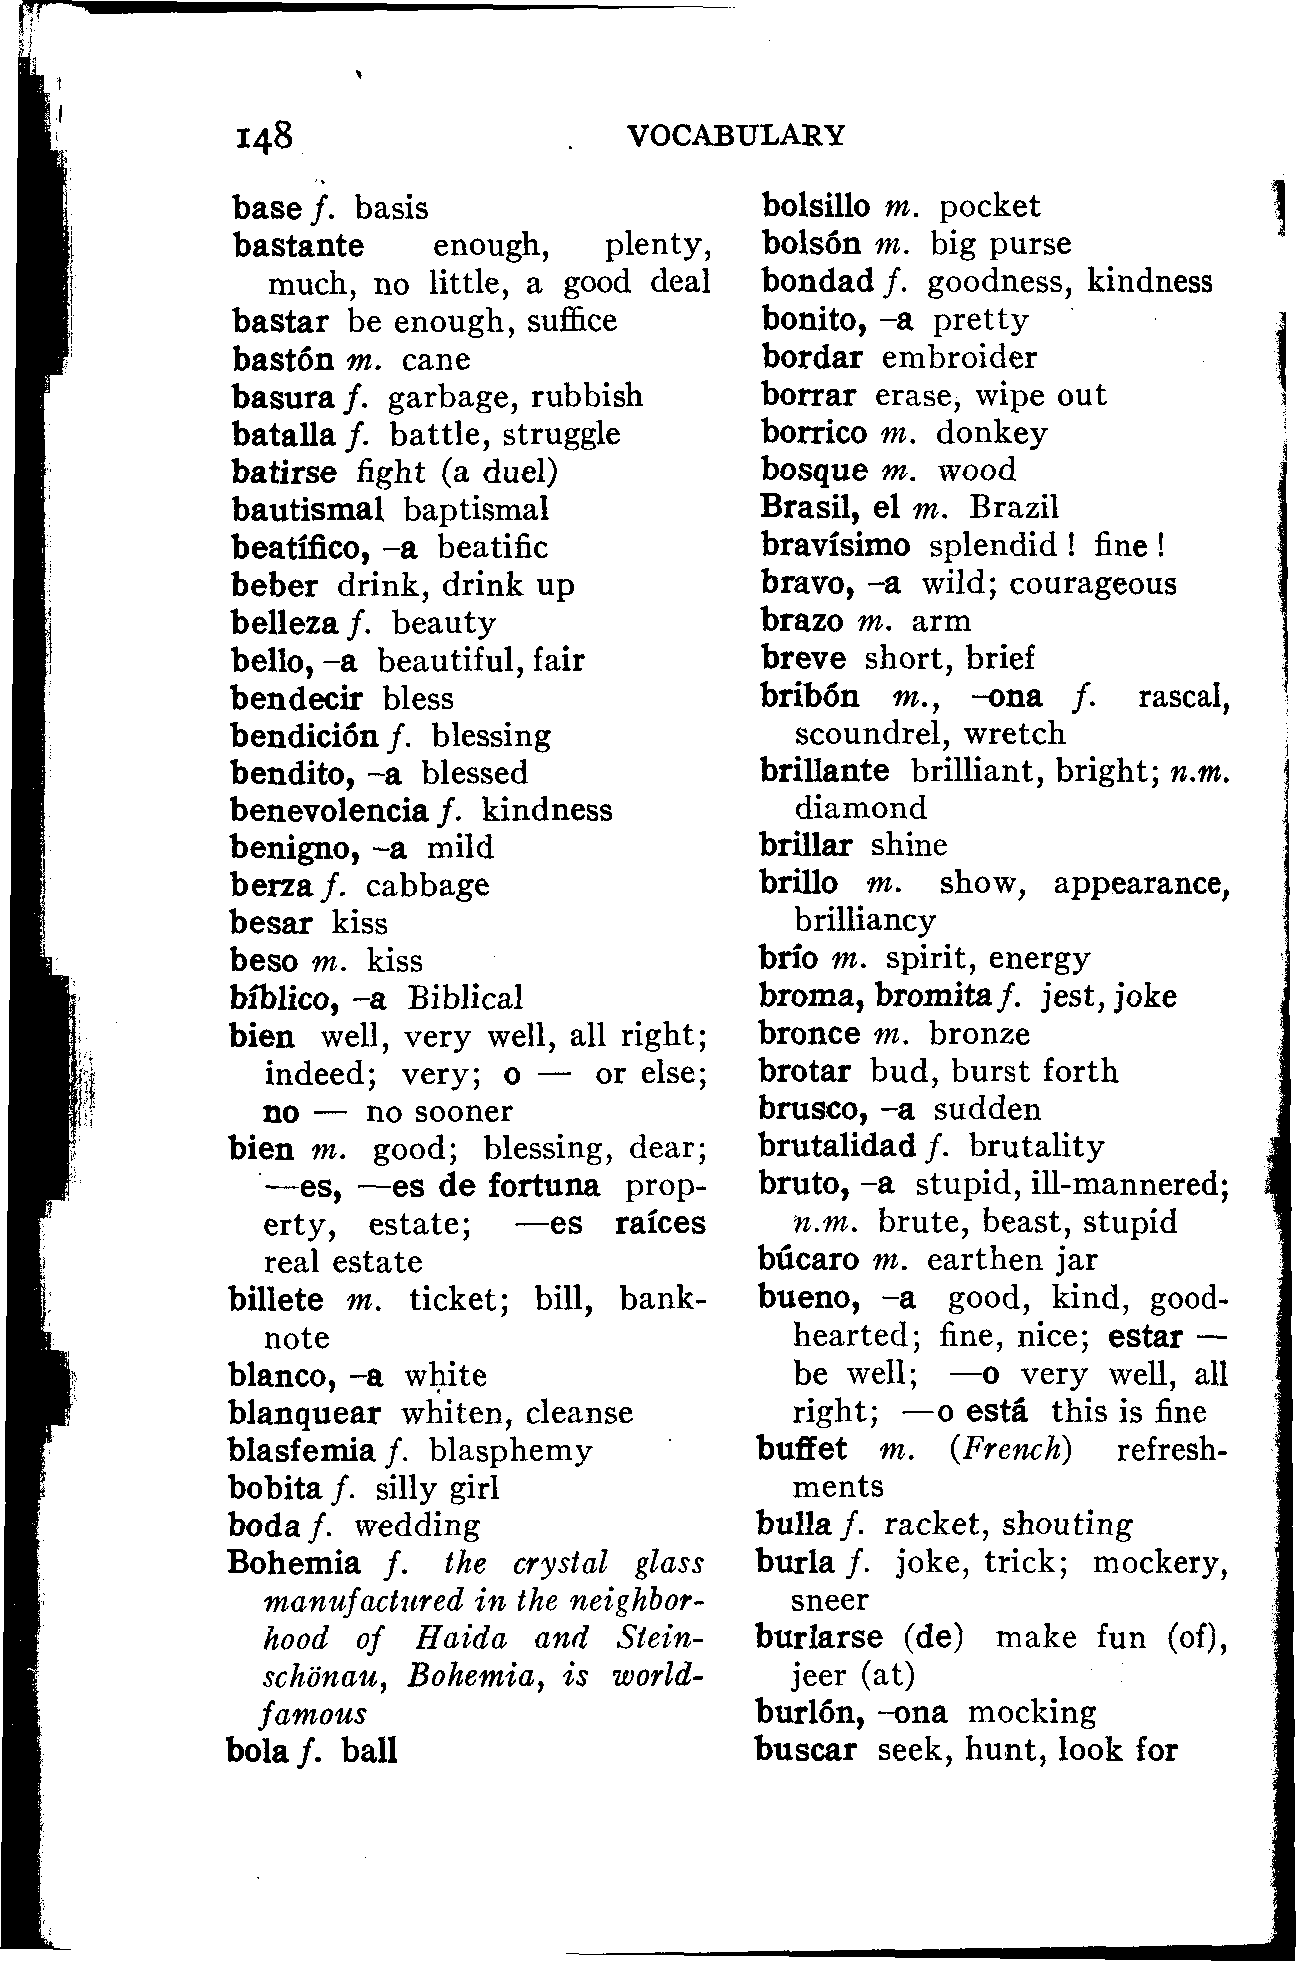 148
VOCABULARY
base f. basis
bastante enough, plenty,
much, no little, a good deal
bastar be enough, suffice
bastón m. cane
basura f. garbage, rubbish
batalla f. battle, struggle
batirse fight (a duel)
bautismal baptismal
beatífico, –a beatific
beber drink, drink up
belleza f. beauty
bello, –a beautiful, fair
bendecir bless
bendición f. blessing
bendito, –a blessed
benevolencia f. kindness
benigno, –a mild
berza f. cabbage
besar kiss
beso m. kiss
bíblico, –a Biblical
bien well, very well, all right;
indeed; very; o — or else;
no — no sooner
bien m. good; blessing, dear;
—es, —es de fortuna prop-
erty, estate; —es raíces
real estate
billete m. ticket; bill, bank-
note
blanco, –a white
blanquear whiten, cleanse
blasfemia f. blasphemy
bobita f. silly girl
boda f. wedding
Bohemia f. the crystal glass
manufactured in the neighbor-
hood of Haida and Stein-
schönau, Bohemia, is world-
famous
bola f. ball
bolsillo m. pocket
bolsón m. big purse
bondad f. goodness, kindness
bonito, –a pretty
bordar embroider
borrar erase, wipe out
borrico m. donkey
bosque m. wood
Brasil, el m. Brazil
bravísimo splendid! fine!
bravo, –a wild; courageous
brazo m. arm
breve short, brief
bribón m., –ona f. rascal,
scoundrel, wretch
brillante brilliant, bright; n.m.
diamond
brillar shine
brillo m. show, appearance,
brilliancy
brío m. spirit, energy
broma, bromita f. jest, joke
bronce m. bronze
brotar bud, burst forth
brusco, –a sudden
brutalidad f. brutality
bruto, –a stupid, ill-mannered;
n.m. brute, beast, stupid
búcaro m. earthen jar
bueno, –a good, kind, good-
hearted; fine, nice; estar —
be well; —o very well, all
right; —o está this is fine
buffet m. (French) refresh-
ments
bulla f. racket, shouting
burla f. joke, trick; mockery,
sneer
burlarse (de) make fun (of),
jeer (at)
burlón, –ona mocking
buscar seek, hunt, look for